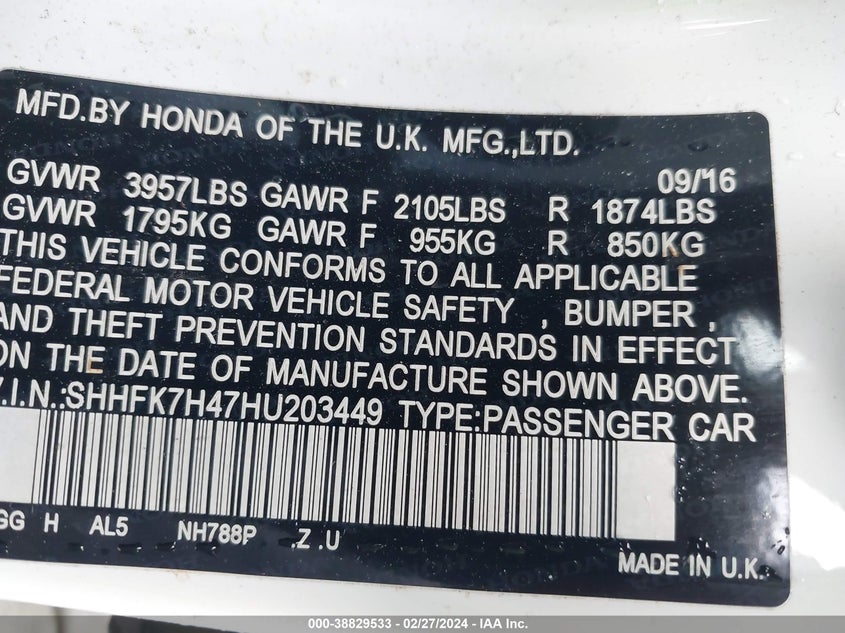 MFD.BY HONDA OF THE U.K. MFG.,LTD.
09/16
GVWR 3957LBS GAWR F 2105LBS R 1874LBS
GVWR 1795KG GAWR F 955KG R 850KG
THIS VEHICLE CONFORMS TO ALL APPLICABLE
FEDERAL MOTOR VEHICLE SAFETY , BUMPER ,
AND THEFT PREVENTION STANDARDS IN EFFECT
ON THE DATE OF MANUFACTURE SHOWN ABOVE.
V.I.N.:SHHFK7H47HU203449 TYPE:PASSENGER CAR
GG H AL5 NH788P .Z .U
MADE IN U.K.
000-38829533 - 02/27/2024 - IAA Inc.